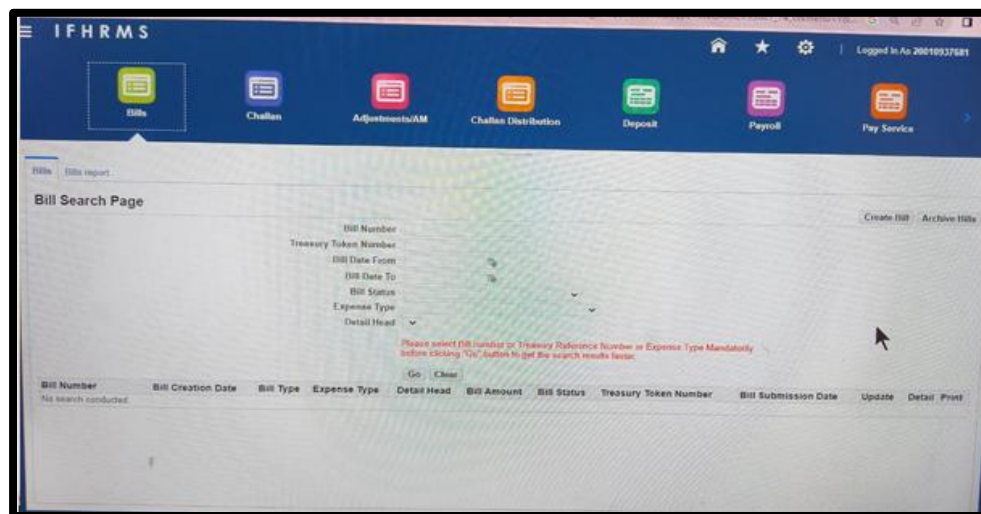 IFHRMS
Logged In As 20010937681
Bills
Challan
Adjustments/AM
Challan Distribution
Deposit
Payroll
Pay Service
Bills Bills report
Bill Search Page
Create Bill Archive Bills
Bill Number
Treasury Token Number
Bill Date From
Bill Date To
Bill Status
Expense Type
Detail Head
Please select Bill number or Treasury Reference Number or Expense Type Mandatorily
before clicking "Go" button to get the search results faster.
Go Clear
Bill Number Bill Creation Date Bill Type Expense Type Detail Head Bill Amount Bill Status Treasury Token Number Bill Submission Date Update Detail Print
No search conducted.